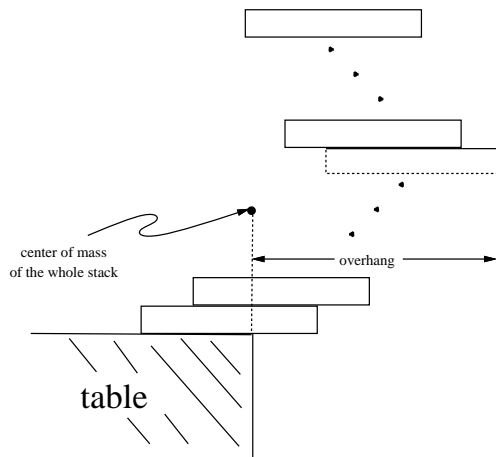 center of mass
of the whole stack
overhang
table